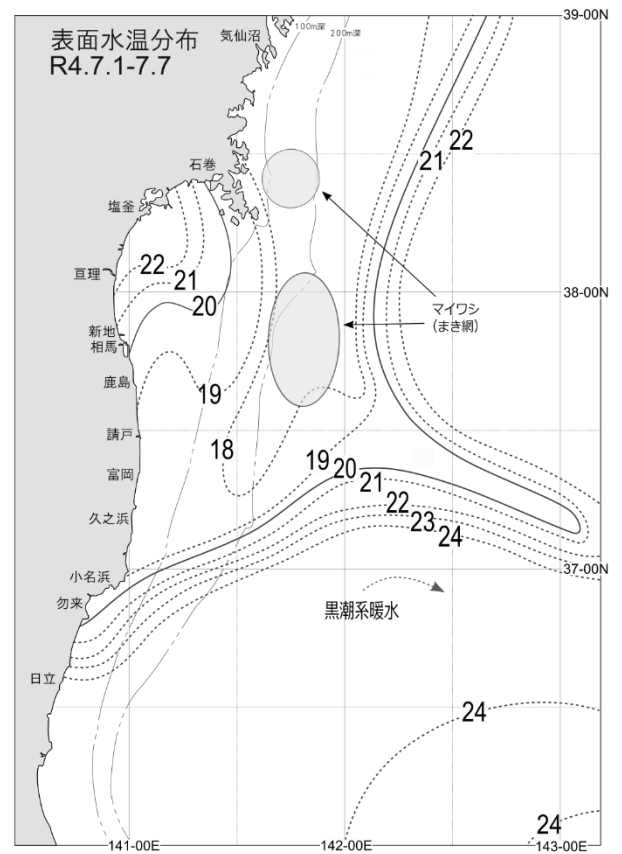 表面水温分布
R4.7.1-7.7
気仙沼
100m深
200m深
39-00N
22
21
石巻
塩釜
22
21
20
亘理
38-00N
マイワシ
(まき網)
新地
相馬
鹿島
19
請戸
18
富岡
19
20
21
22
23
24
久之浜
37-00N
小名浜
勿来
黒潮系暖水
日立
24
24
141-00E
142-00E
143-00E